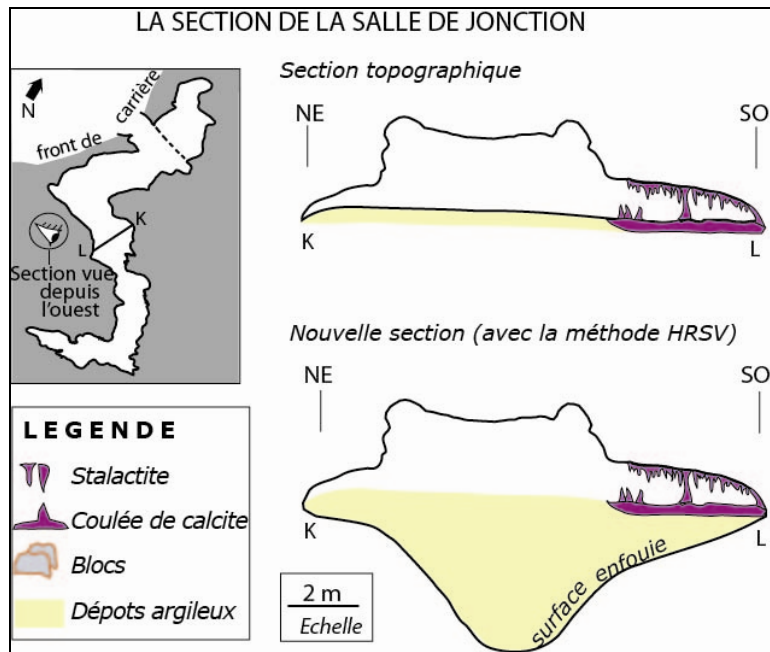 LA SECTION DE LA SALLE DE JONCTION
N
front de
carrière
K
L
Section vue
depuis
l'ouest
Section topographique
NE
SO
K
L
Nouvelle section (avec la méthode HRSV)
NE
SO
K
L
surface enfouie
2 m
Echelle
LEGENDE
Stalactite
Coulée de calcite
Blocs
Dépots argileux